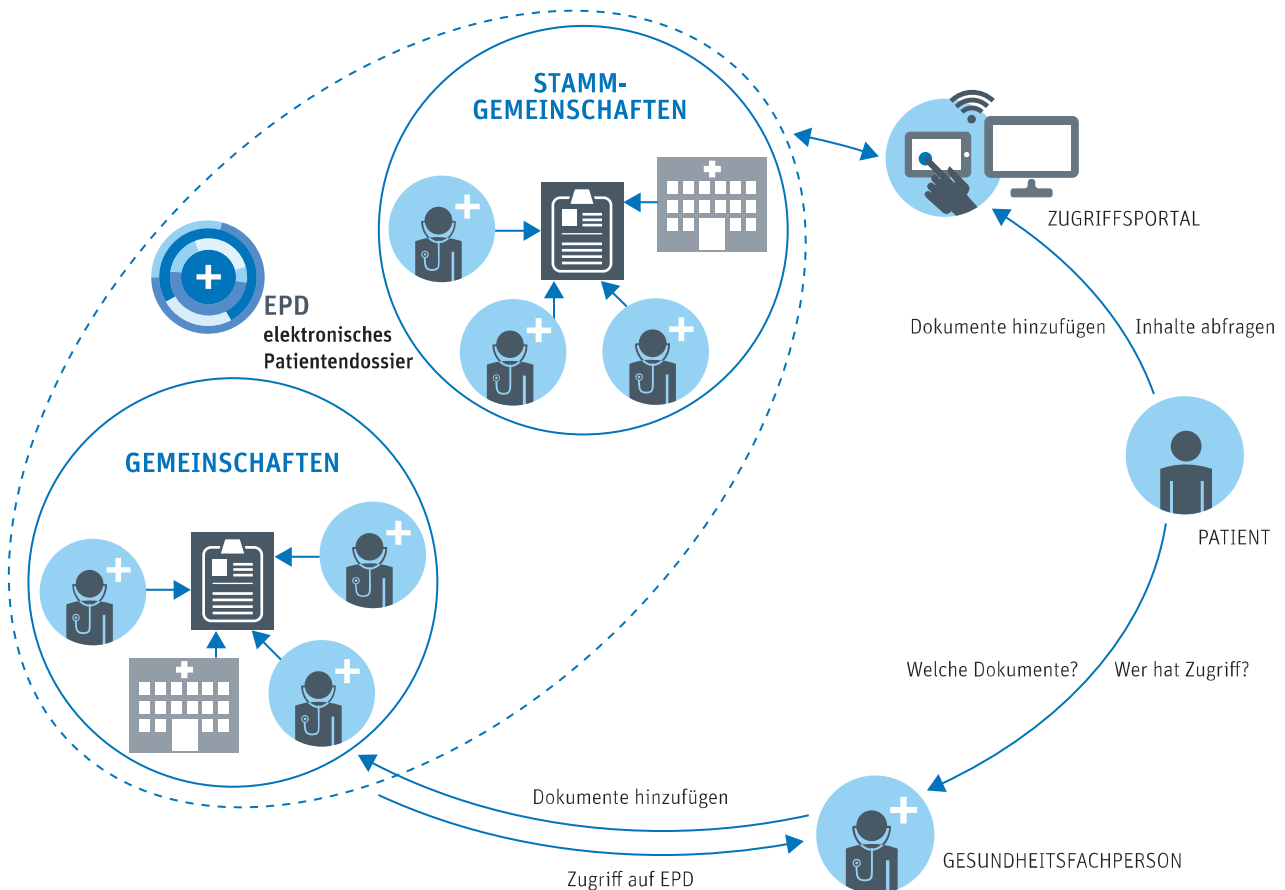 STAMM-
GEMEINSCHAFTEN
ZUGRIFFSPORTAL
EPD
elektronisches
Patientendossier
Dokumente hinzufügen
Inhalte abfragen
GEMEINSCHAFTEN
PATIENT
Welche Dokumente?
Wer hat Zugriff?
Dokumente hinzufügen
GESUNDHEITSFACHPERSON
Zugriff auf EPD